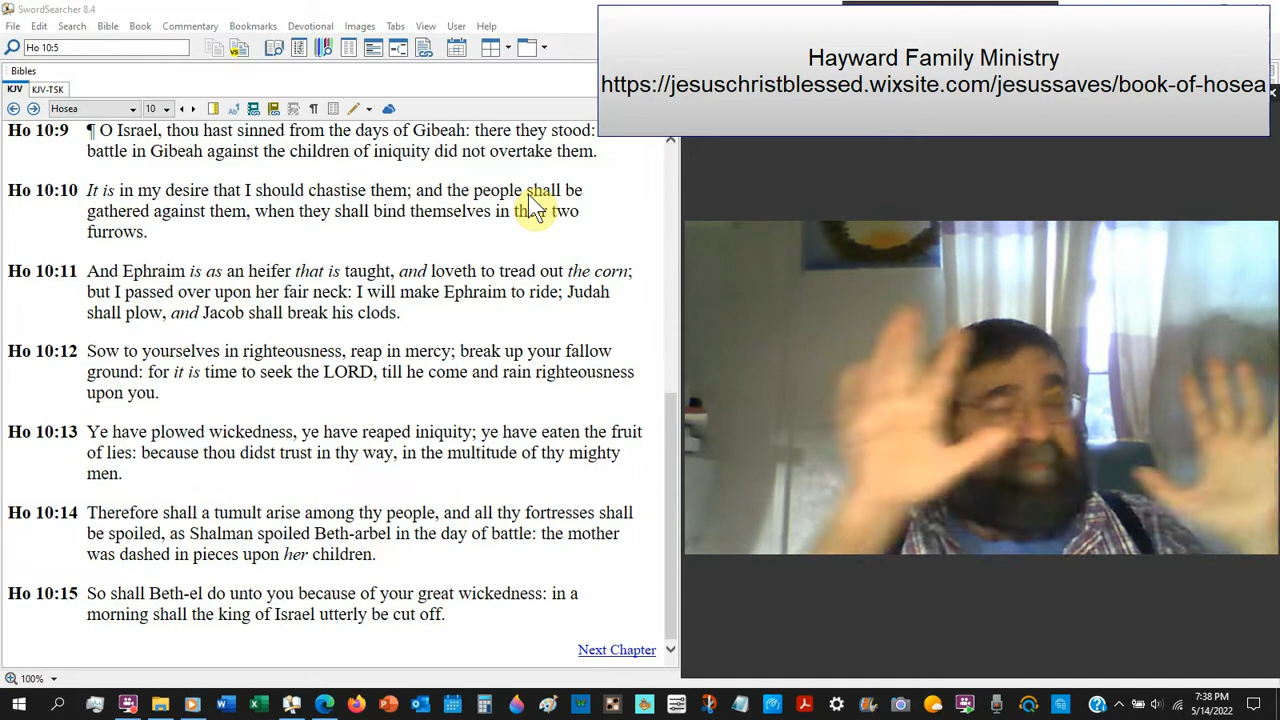 SwordSearcher 8.4
File Edit Search Bible Book Commentary Bookmarks Devotional Images Tabs View User Help
Ho 10:5
Hayward Family Ministry
https://jesuschristblessed.wixsite.com/jesussaves/book-of-hosea
Bibles
KJV KJV-TSK
Hosea 10
Ho 10:9 ¶ O Israel, thou hast sinned from the days of Gibeah: there they stood:
battle in Gibeah against the children of iniquity did not overtake them.
Ho 10:10 It is in my desire that I should chastise them; and the people shall be
gathered against them, when they shall bind themselves in their two
furrows.
Ho 10:11 And Ephraim is as an heifer that is taught, and loveth to tread out the corn;
but I passed over upon her fair neck: I will make Ephraim to ride; Judah
shall plow, and Jacob shall break his clods.
Ho 10:12 Sow to yourselves in righteousness, reap in mercy; break up your fallow
ground: for it is time to seek the LORD, till he come and rain righteousness
upon you.
Ho 10:13 Ye have plowed wickedness, ye have reaped iniquity; ye have eaten the fruit
of lies: because thou didst trust in thy way, in the multitude of thy mighty
men.
Ho 10:14 Therefore shall a tumult arise among thy people, and all thy fortresses shall
be spoiled, as Shalman spoiled Beth-arbel in the day of battle: the mother
was dashed in pieces upon her children.
Ho 10:15 So shall Beth-el do unto you because of your great wickedness: in a
morning shall the king of Israel utterly be cut off.
Next Chapter
100%
7:38 PM
5/14/2022